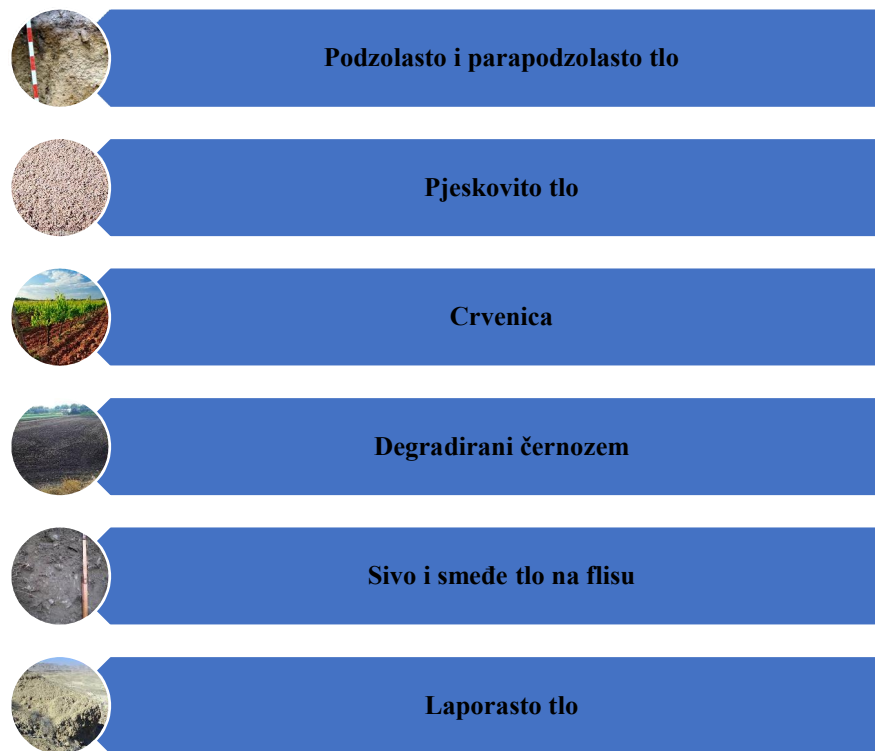 Podzolasto i parapodzolasto tlo
Pjeskovito tlo
Crvenica
Degradirani černozem
Sivo i smeđe tlo na flisu
Laporasto tlo